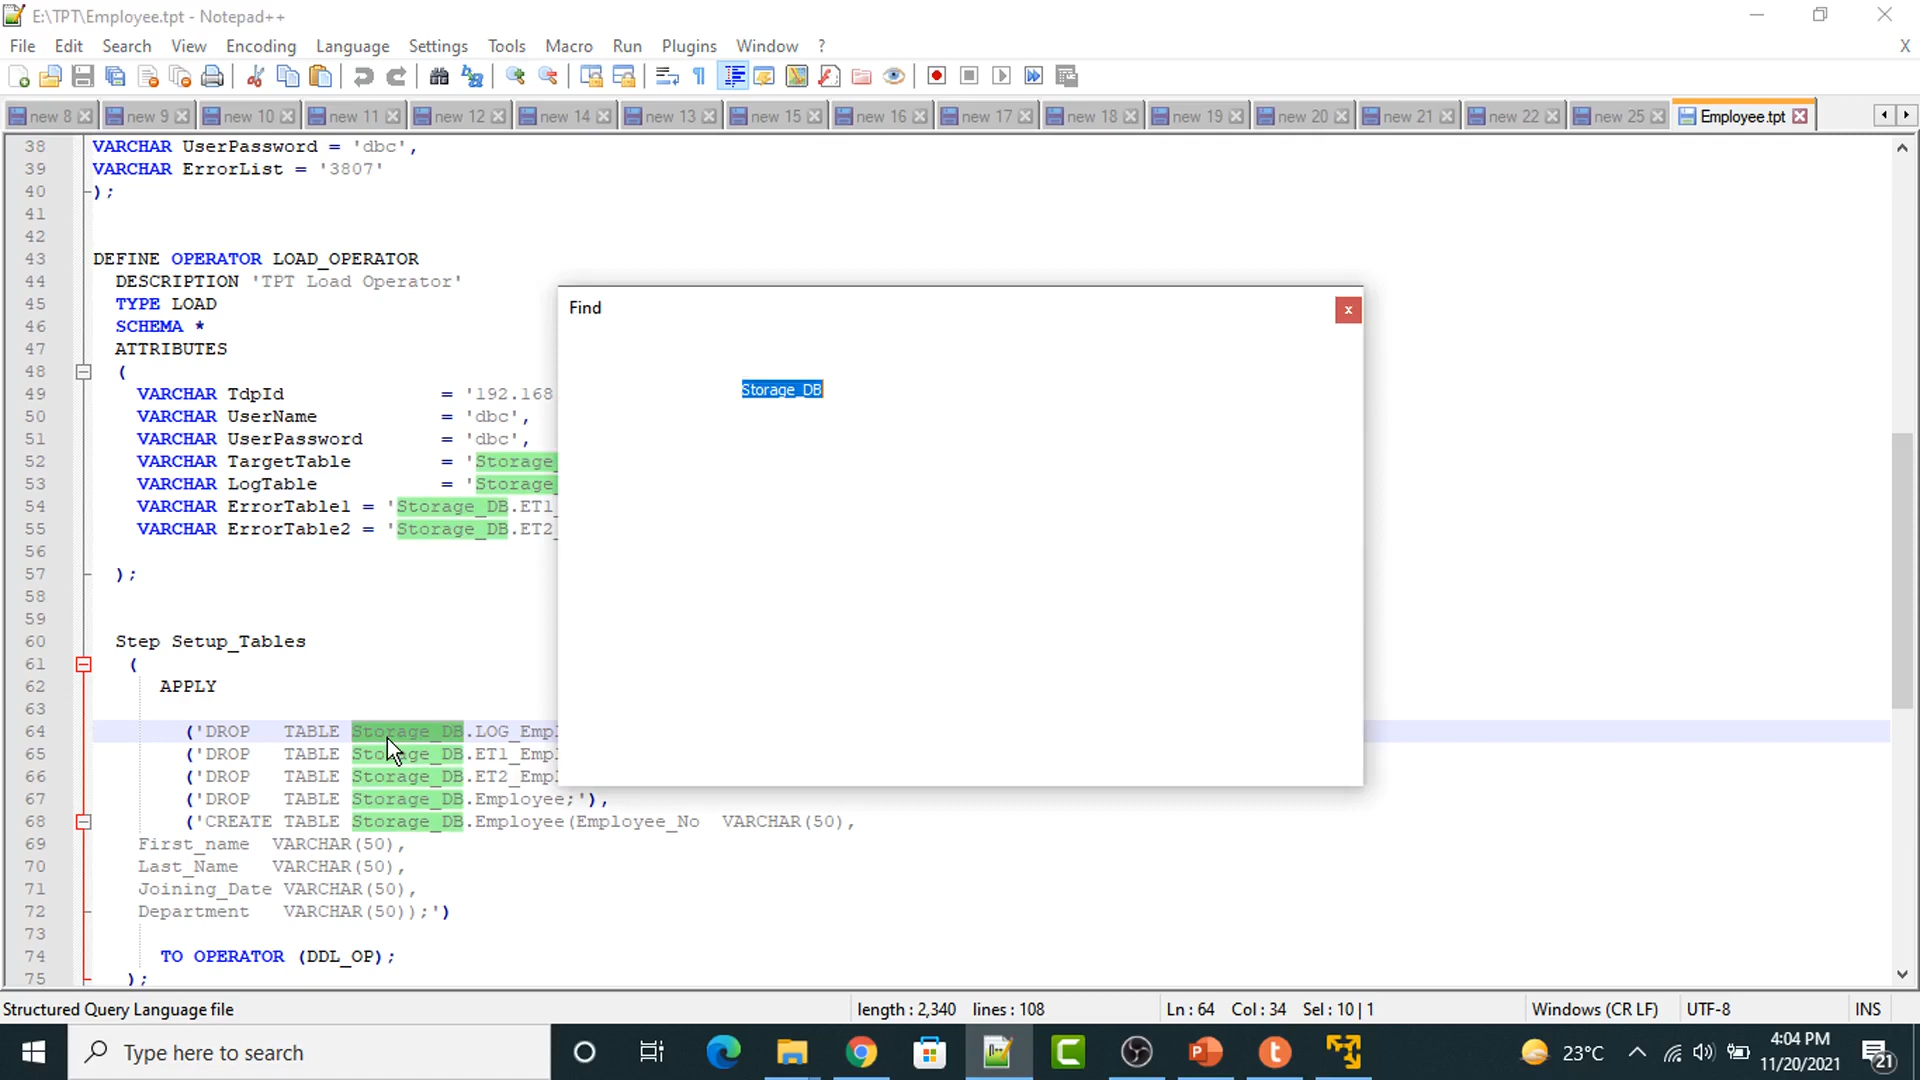 E:\TPT\Employee.tpt - Notepad++
File Edit Search View Encoding Language Settings Tools Macro Run Plugins Window ? X
new 8 new 9 new 10 new 11 new 12 new 14 new 13 new 15 new 16 new 17 new 18 new 19 new 20 new 21 new 22 new 25 Employee.tpt
38 VARCHAR UserPassword = 'dbc',
39 VARCHAR ErrorList = '3807'
40 );
41
42
43 DEFINE OPERATOR LOAD_OPERATOR
44 DESCRIPTION 'TPT Load Operator'
45 TYPE LOAD
46 SCHEMA *
47 ATTRIBUTES
48 (
49 VARCHAR TdpId = '192.168
50 VARCHAR UserName = 'dbc',
51 VARCHAR UserPassword = 'dbc',
52 VARCHAR TargetTable = 'Storage_
53 VARCHAR LogTable = 'Storage_
54 VARCHAR ErrorTable1 = 'Storage_DB.ET1_
55 VARCHAR ErrorTable2 = 'Storage_DB.ET2_
56
57 );
58
59
60 Step Setup_Tables
61 (
62 APPLY
63
64 ('DROP TABLE Storage_DB.LOG_Empl
65 ('DROP TABLE Storage_DB.ET1_Empl
66 ('DROP TABLE Storage_DB.ET2_Empl
67 ('DROP TABLE Storage_DB.Employee;'),
68 ('CREATE TABLE Storage_DB.Employee(Employee_No VARCHAR(50),
69 First_name VARCHAR(50),
70 Last_Name VARCHAR(50),
71 Joining_Date VARCHAR(50),
72 Department VARCHAR(50));')
73
74 TO OPERATOR (DDL_OP);
75 );
Find x
Storage_DB
Structured Query Language file length : 2,340 lines : 108 Ln : 64 Col : 34 Sel : 10 | 1 Windows (CR LF) UTF-8 INS
Type here to search 23°C 4:04 PM
11/20/2021 21